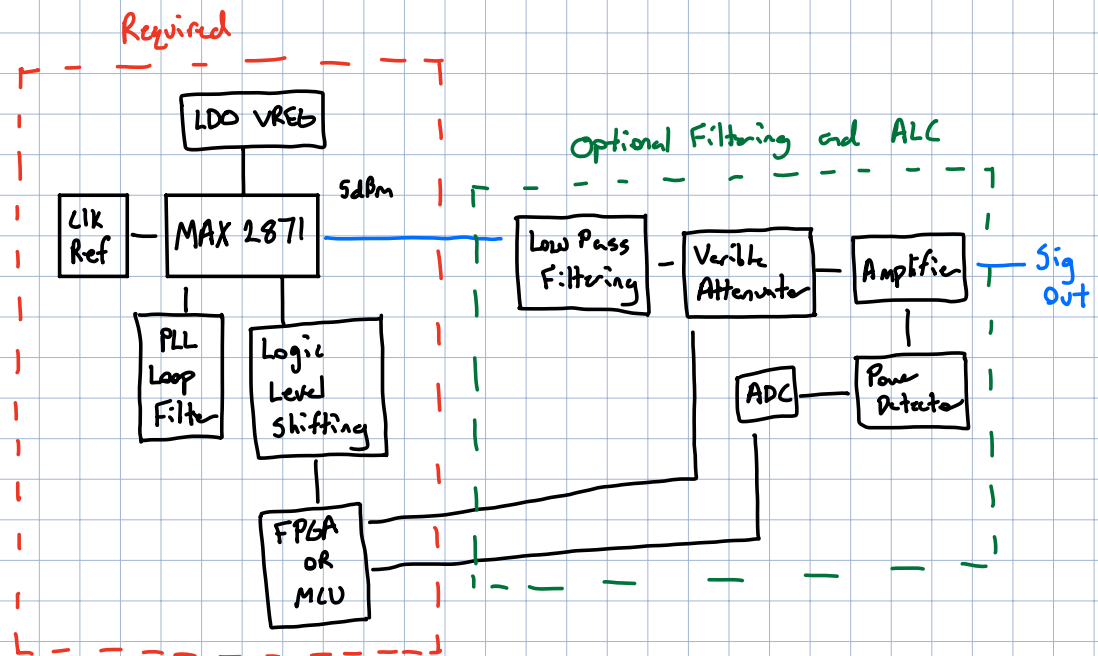 Required
LDO VREG
Optional Filtering and ALC
5dBm
Clk
Ref
MAX 2871
Low Pass
Filtering
Varible
Attenuator
Amplifier
Sig
Out
PLL
Loop
Filter
Logic
Level
Shifting
ADC
Power
Detector
FPGA
OR
MCU